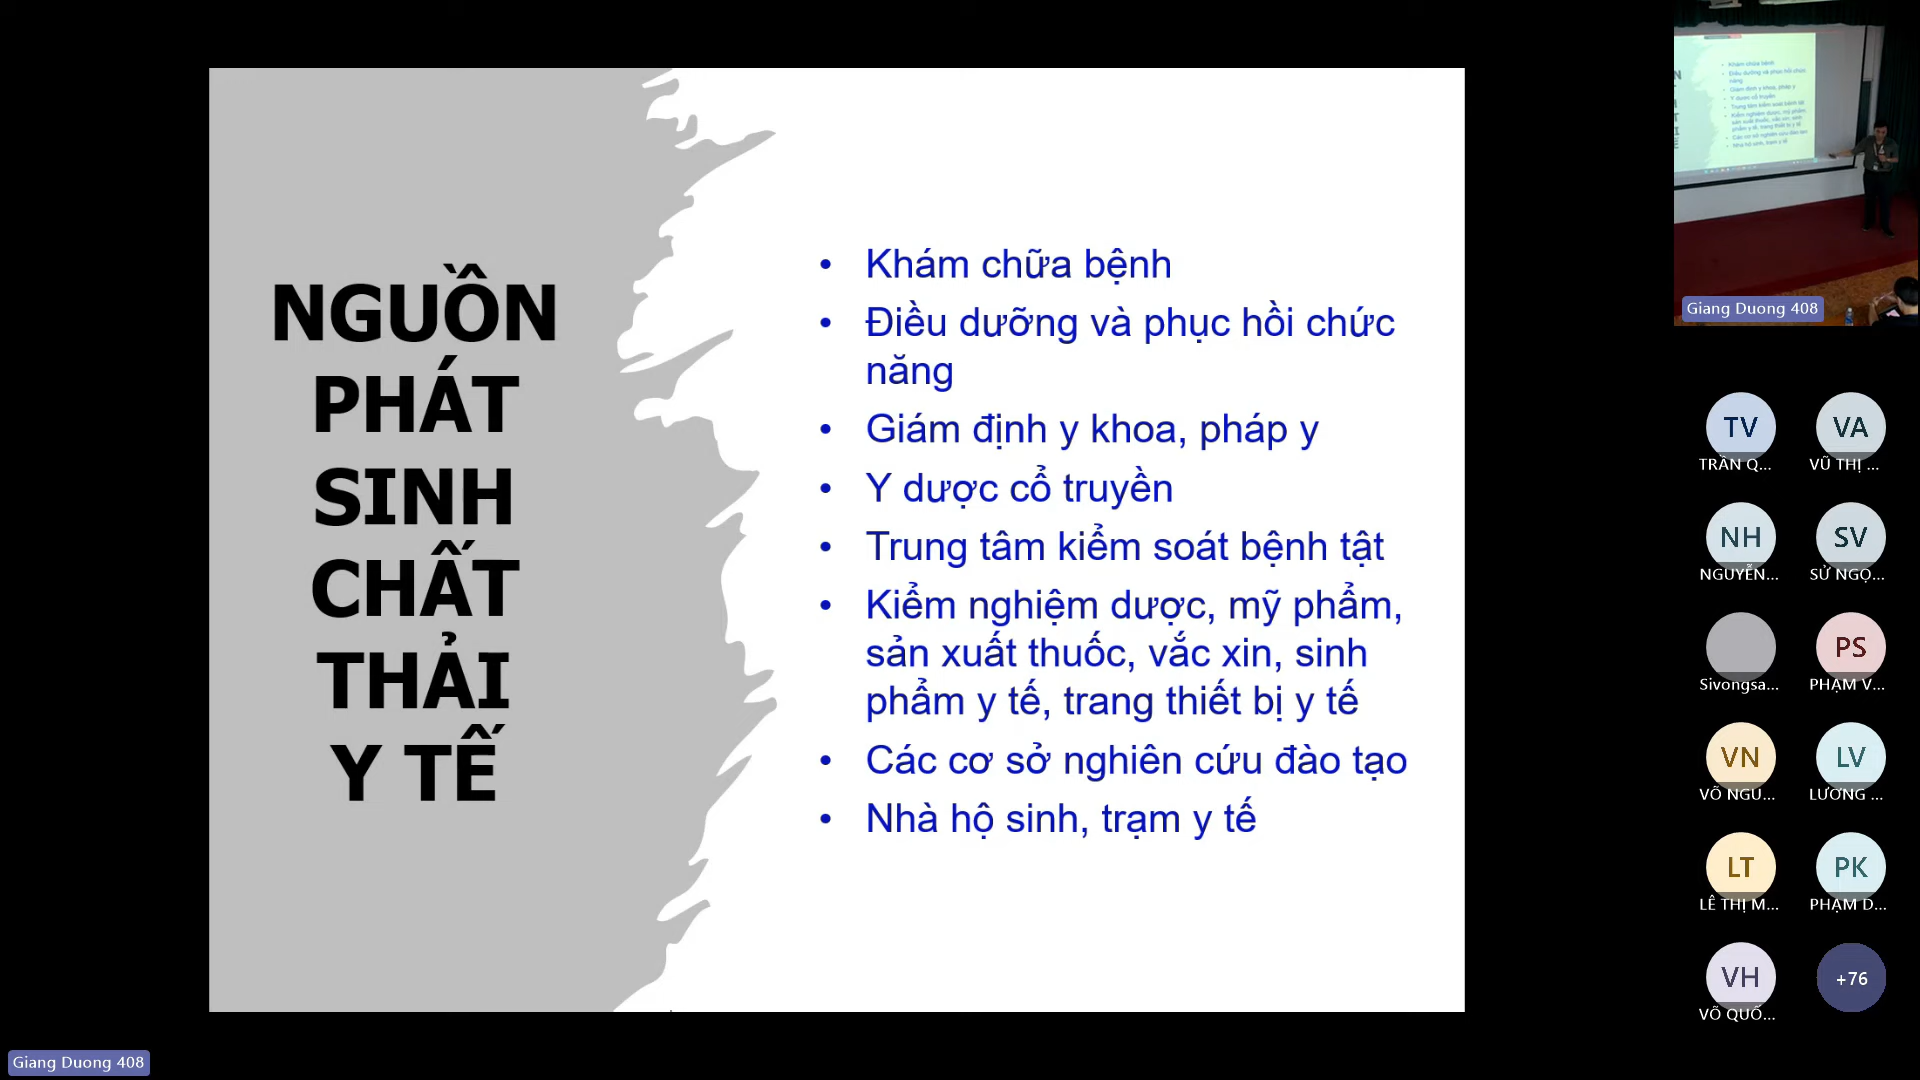 NGUỒN
PHÁT
SINH
CHẤT
THẢI
Y TẾ
• Khám chữa bệnh
• Điều dưỡng và phục hồi chức
năng
• Giám định y khoa, pháp y
• Y dược cổ truyền
• Trung tâm kiểm soát bệnh tật
• Kiểm nghiệm dược, mỹ phẩm,
sản xuất thuốc, vắc xin, sinh
phẩm y tế, trang thiết bị y tế
• Các cơ sở nghiên cứu đào tạo
• Nhà hộ sinh, trạm y tế
Giang Duong 408
TV
TRẦN Q...
VA
VŨ THỊ ...
NH
NGUYỄN...
SV
SỬ NGỌ...
Sivongsa...
PS
PHẠM V...
VN
VÕ NGU...
LV
LƯƠNG ...
LT
LÊ THỊ M...
PK
PHẠM D...
VH
VÕ QUỐ...
+76
Giang Duong 408